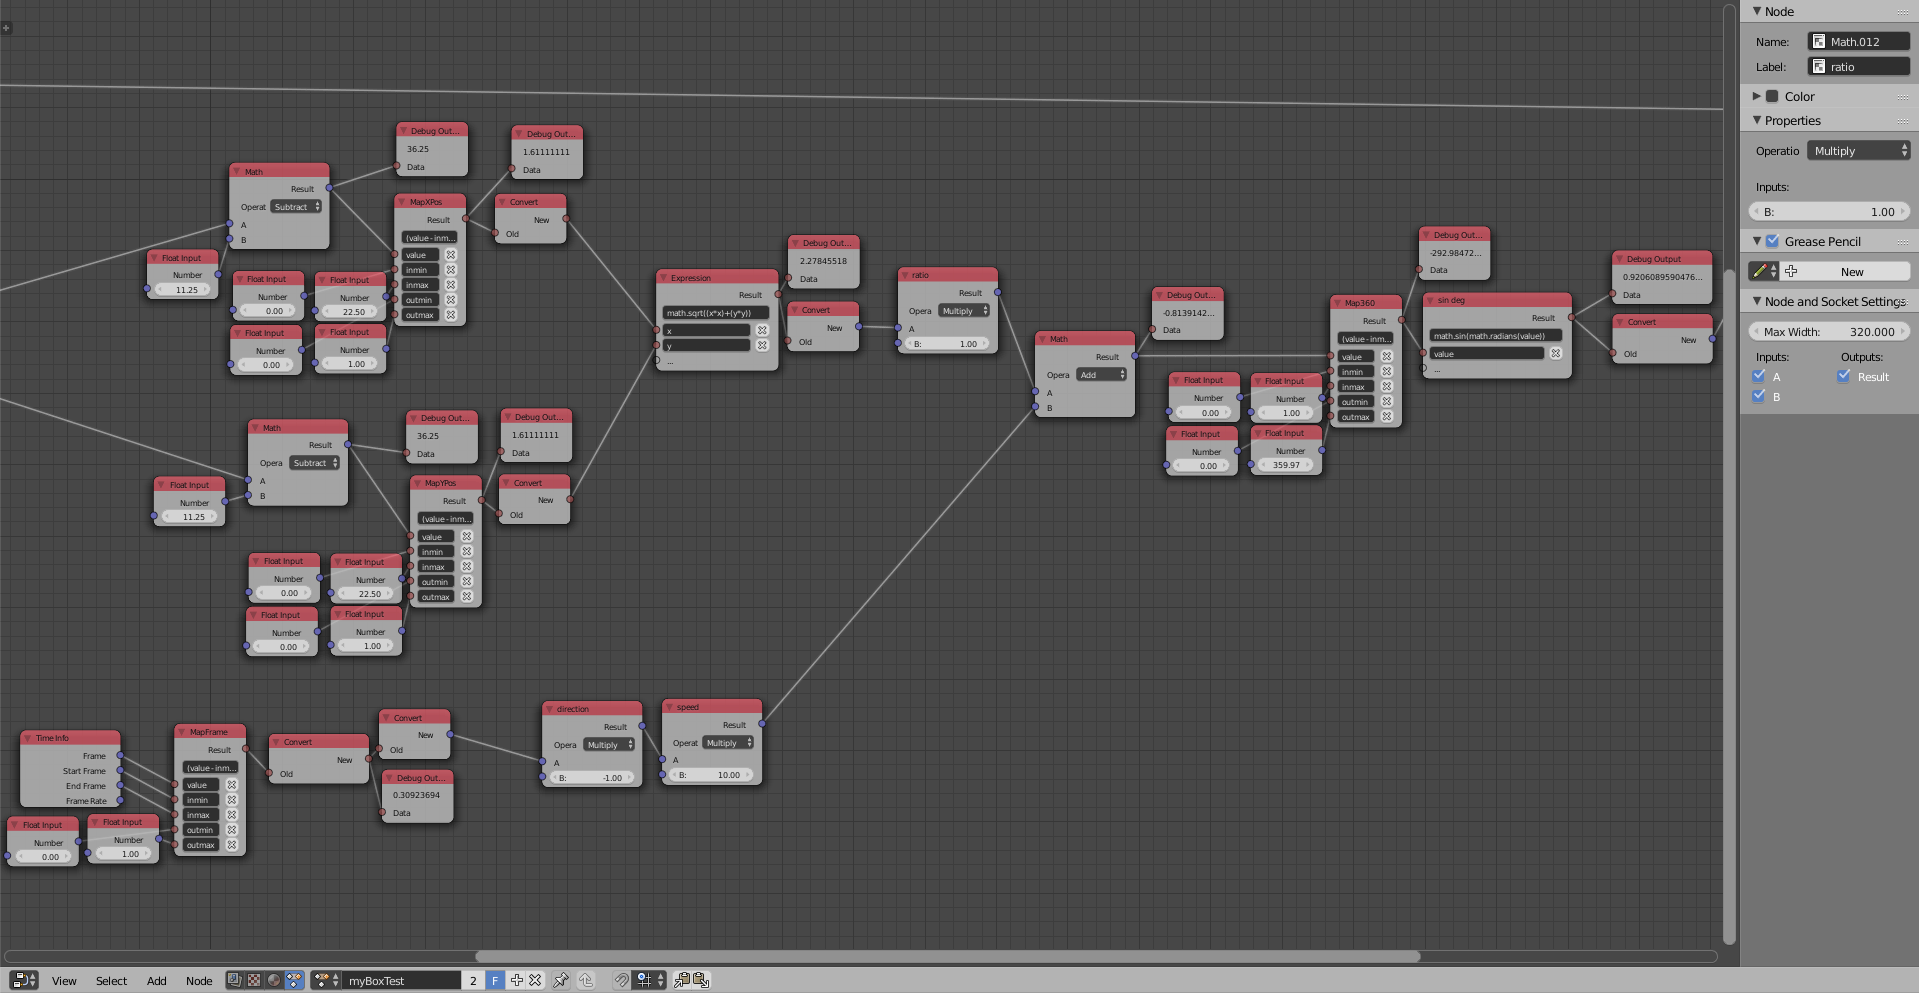 Debug Out...
36.25
Data
Debug Out...
1.61111111
Data
Math
Result
Operat Subtract
A
B
Float Input
Number
11.25
MapXPos
Result
(value-inm...
value
inmin
inmax
outmin
outmax
Convert
New
Old
Float Input
Number
0.00
Float Input
Number
22.50
Float Input
Number
0.00
Float Input
Number
1.00
Debug Out...
2.27845518
Data
Expression
Result
math.sqrt((x*x)+(y*y))
x
y
...
Convert
New
Old
ratio
Result
Opera Multiply
A
B: 1.00
Debug Out...
-0.8139142...
Data
Math
Result
Opera Add
A
B
Float Input
Number
0.00
Float Input
Number
1.00
Float Input
Number
0.00
Float Input
Number
359.97
Map360
Result
(value-inm...
value
inmin
inmax
outmin
outmax
Debug Out...
-292.98472...
Data
sin deg
Result
math.sin(math.radians(value))
value
...
Debug Output
0.9206089590476...
Data
Convert
New
Old
Math
Result
Opera Subtract
A
B
Float Input
Number
11.25
Debug Out...
36.25
Data
Debug Out...
1.61111111
Data
MapYPos
Result
(value-inm...
value
inmin
inmax
outmin
outmax
Convert
New
Old
Float Input
Number
0.00
Float Input
Number
22.50
Float Input
Number
0.00
Float Input
Number
1.00
Time Info
Frame
Start Frame
End Frame
Frame Rate
Float Input
Number
0.00
Float Input
Number
1.00
MapFrame
Result
(value-inm...
value
inmin
inmax
outmin
outmax
Convert
New
Old
Convert
New
Old
Debug Out...
0.30923694
Data
direction
Result
Opera Multiply
A
B: -1.00
speed
Result
Operat Multiply
A
B: 10.00
Node
Name: Math.012
Label: ratio
Color
Properties
Operatio Multiply
Inputs:
B: 1.00
Grease Pencil
New
Node and Socket Settings
Max Width: 320.000
Inputs: Outputs:
A Result
B
View Select Add Node myBoxTest 2 F